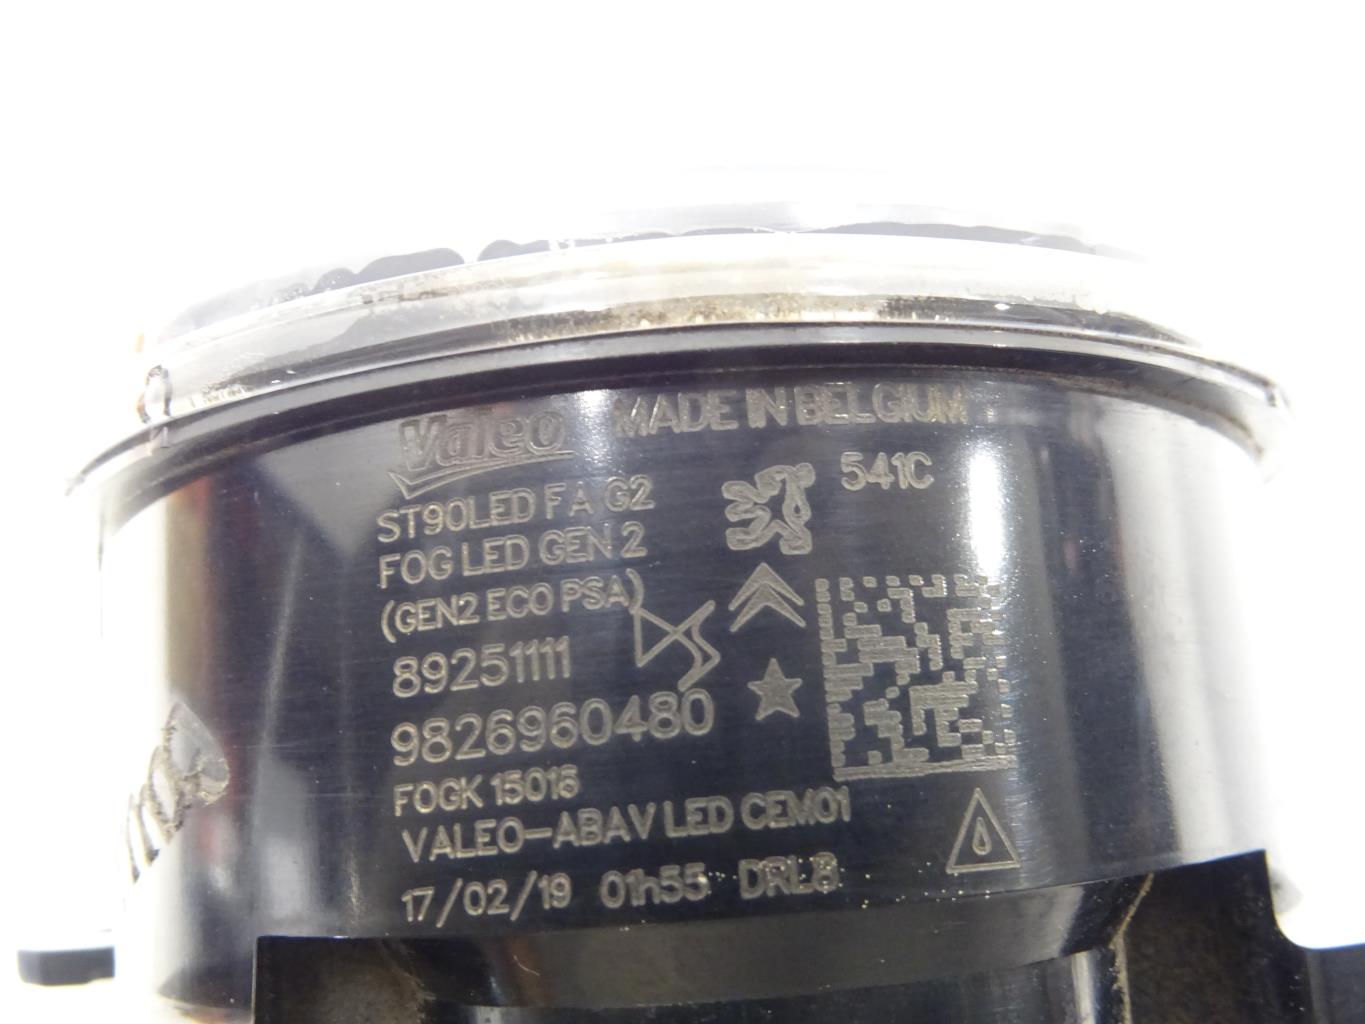 Valeo MADE IN BELGIUM
ST90LED FA G2
541C
FOG LED GEN 2
(GEN2 ECO PSA)
89251111
9826960480
FOGK 15016
VALEO-ABAV LED CEM01
17/02/19 01h55 DRL8